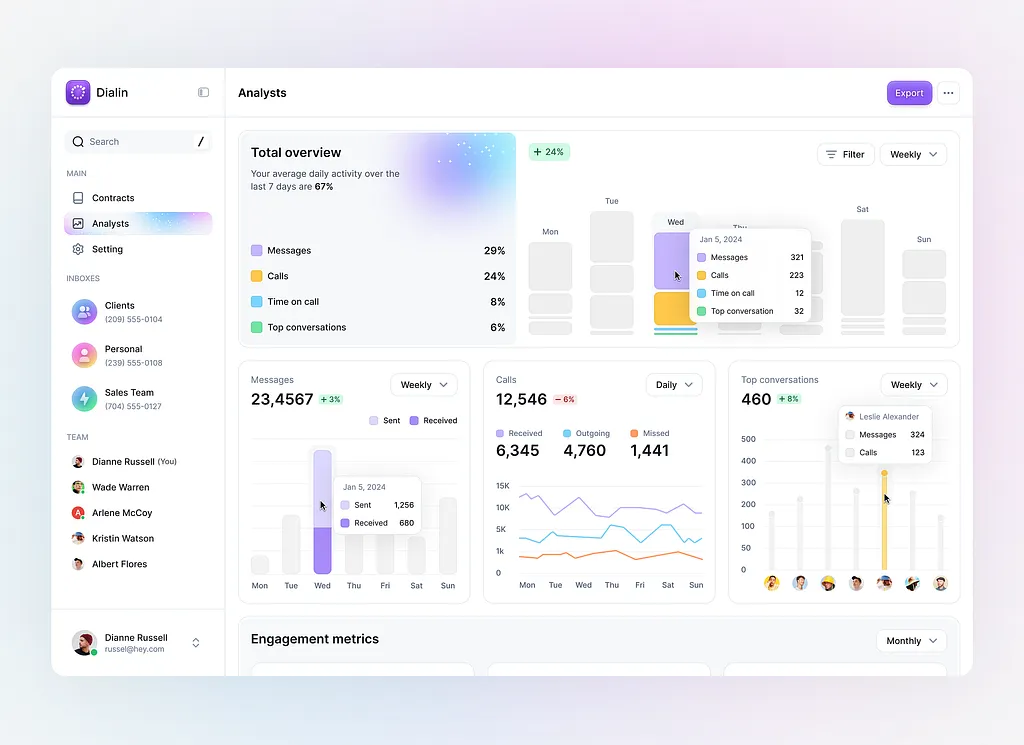 Dialin
Search /
MAIN
Contracts
Analysts
Setting
INBOXES
Clients
(209) 555-0104
Personal
(239) 555-0108
Sales Team
(704) 555-0127
TEAM
Dianne Russell (You)
Wade Warren
A Arlene McCoy
Kristin Watson
Albert Flores
Dianne Russell
russel@hey.com
Analysts
Export
Total overview
Your average daily activity over the
last 7 days are 67%
Messages 29%
Calls 24%
Time on call 8%
Top conversations 6%
+ 24%
Filter
Weekly
Mon
Tue
Wed
Thu
Sat
Sun
Jan 5, 2024
Messages 321
Calls 223
Time on call 12
Top conversation 32
Messages
23,4567 + 3%
Weekly
Sent Received
Jan 5, 2024
Sent 1,256
Received 680
Mon Tue Wed Thu Fri Sat Sun
Calls
12,546 − 6%
Daily
Received Outgoing Missed
6,345 4,760 1,441
15K
10K
5K
1k
0
Mon Tue Wed Thu Fri Sat Sun
Top conversations
460 + 8%
Weekly
Leslie Alexander
Messages 324
Calls 123
500
400
300
200
100
50
0
Engagement metrics
Monthly